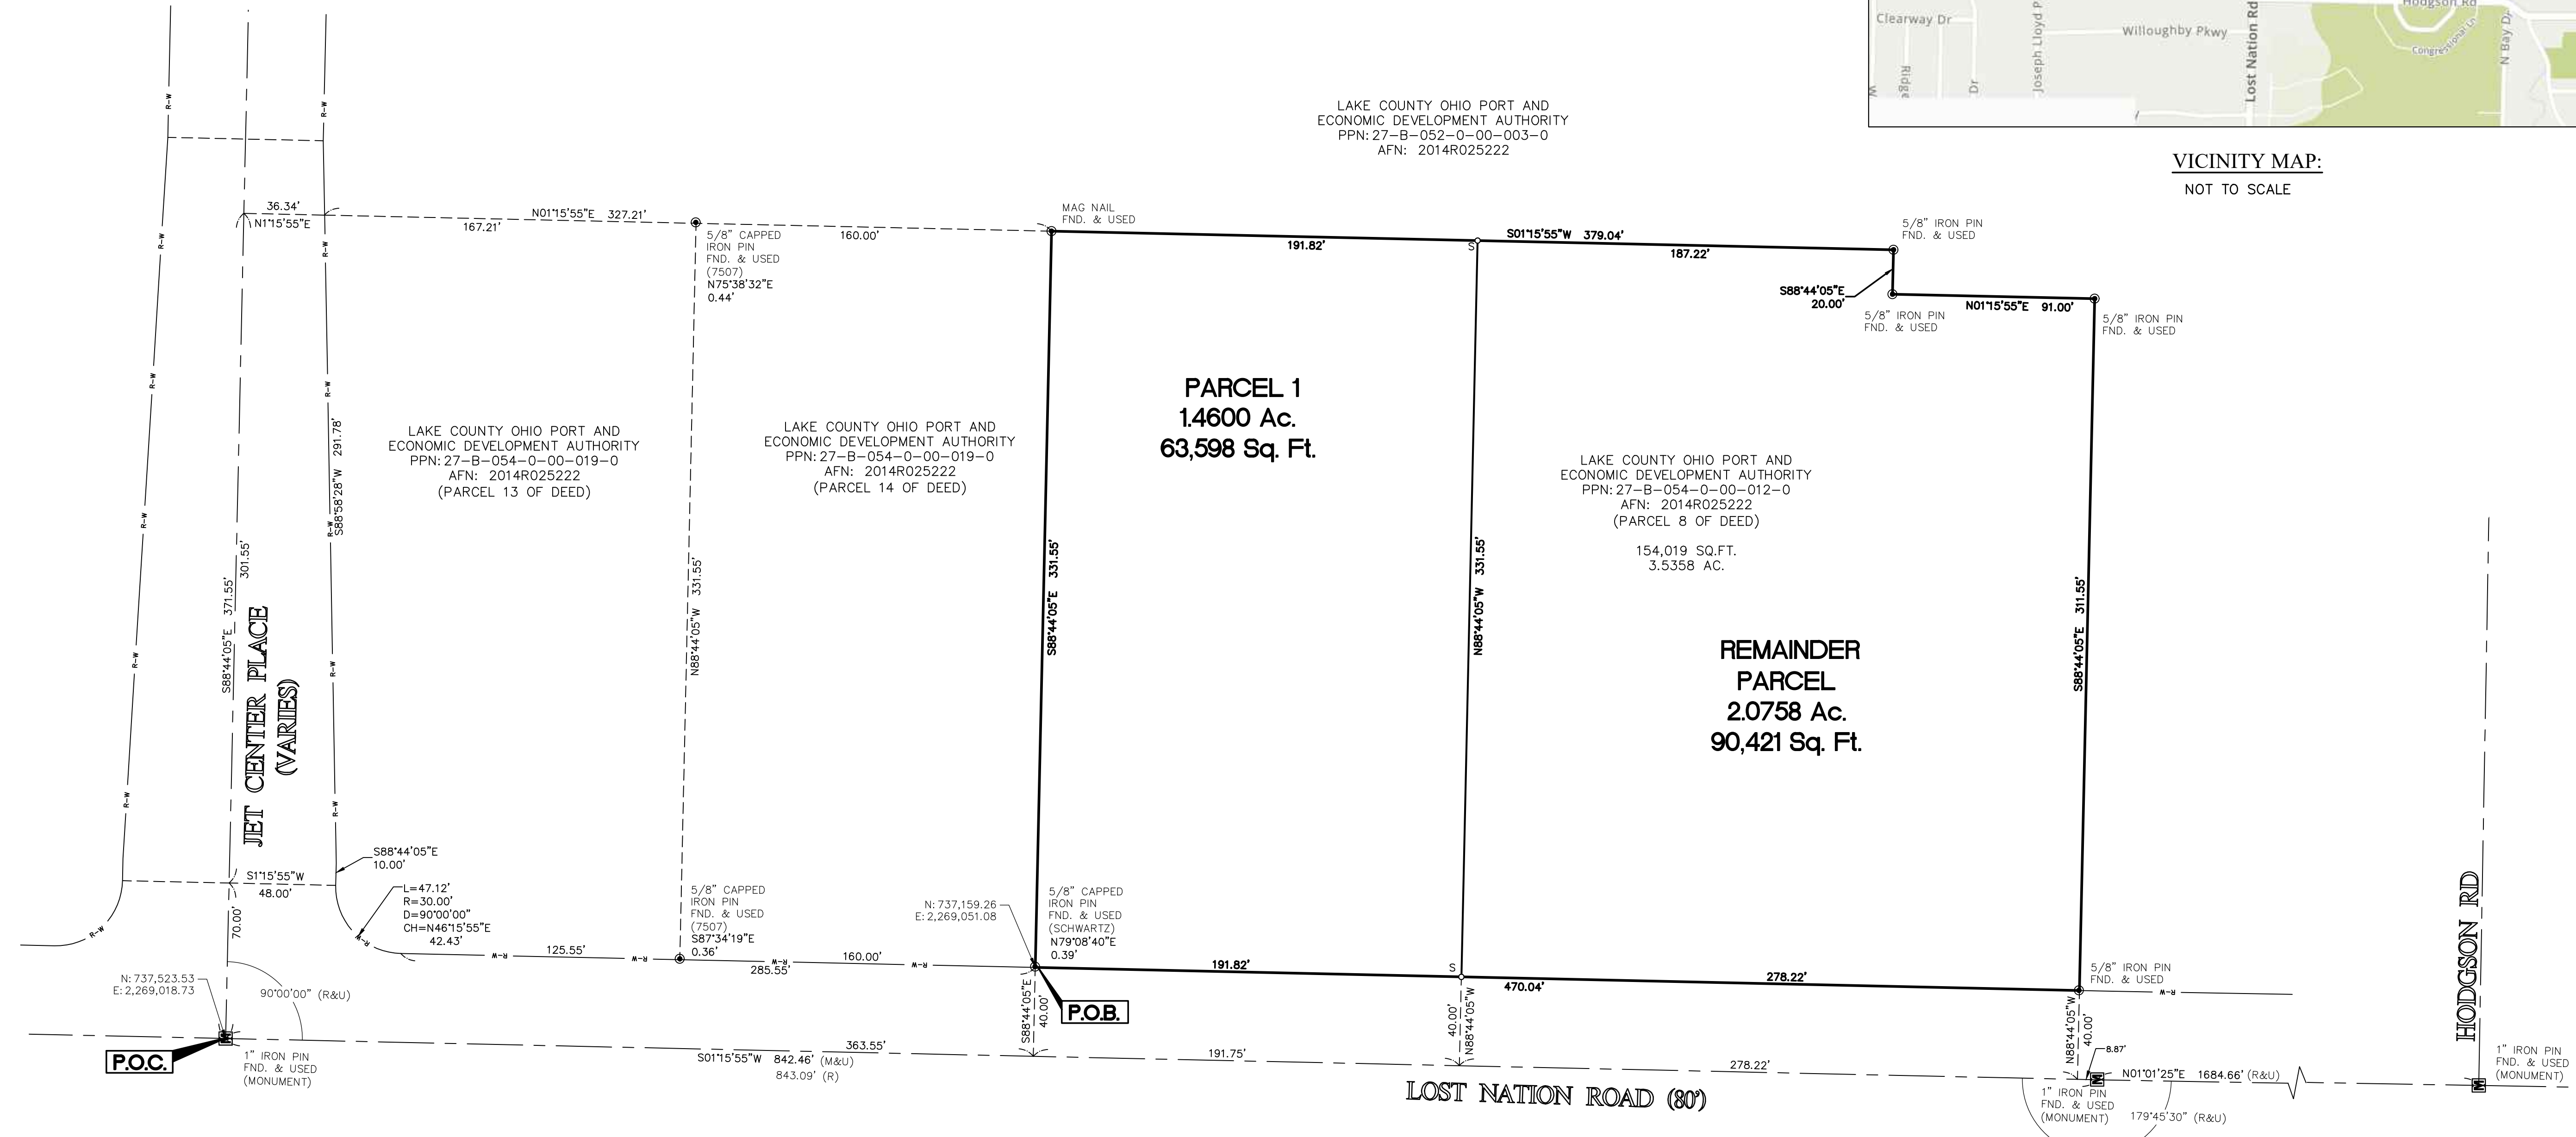 Clearway Dr
Ridge
Dr
Joseph Lloyd P
Willoughby Pkwy
Lost Nation Rd
Hodgson Rd
Congressional Ln
N Bay Dr
VICINITY MAP:
NOT TO SCALE
LAKE COUNTY OHIO PORT AND
ECONOMIC DEVELOPMENT AUTHORITY
PPN: 27-B-052-0-00-003-0
AFN: 2014R025222
R-W
R-W
36.34'
N1°15'55"E
N01°15'55"E 327.21'
167.21'
160.00'
5/8" CAPPED
IRON PIN
FND. & USED
(7507)
N75°38'32"E
0.44'
MAG NAIL
FND. & USED
191.82'
S
S01°15'55"W 379.04'
187.22'
5/8" IRON PIN
FND. & USED
S88°44'05"E
20.00'
5/8" IRON PIN
FND. & USED
N01°15'55"E 91.00'
5/8" IRON PIN
FND. & USED
R-W
R-W
R-W
R-W
R-W
R-W
R-W
R-W
R-W
R-W
R-W
S88°58'28"W 291.78'
LAKE COUNTY OHIO PORT AND
ECONOMIC DEVELOPMENT AUTHORITY
PPN: 27-B-054-0-00-019-0
AFN: 2014R025222
(PARCEL 13 OF DEED)
LAKE COUNTY OHIO PORT AND
ECONOMIC DEVELOPMENT AUTHORITY
PPN: 27-B-054-0-00-019-0
AFN: 2014R025222
(PARCEL 14 OF DEED)
PARCEL 1
1.4600 Ac.
63,598 Sq. Ft.
LAKE COUNTY OHIO PORT AND
ECONOMIC DEVELOPMENT AUTHORITY
PPN: 27-B-054-0-00-012-0
AFN: 2014R025222
(PARCEL 8 OF DEED)
154,019 SQ.FT.
3.5358 AC.
REMAINDER
PARCEL
2.0758 Ac.
90,421 Sq. Ft.
S88°44'05"E 371.55'
301.55'
JET CENTER PLACE
(VARIES)
N88°44'05"W 331.55'
S88°44'05"E 331.55'
N88°44'05"W 331.55'
S88°44'05"E 311.55'
S88°44'05"E
10.00'
S1°15'55"W
48.00'
70.00'
L=47.12'
R=30.00'
D=90°00'00"
CH=N46°15'55"E
42.43'
R-W
R-W
125.55'
R-W
R-W
5/8" CAPPED
IRON PIN
FND. & USED
(7507)
S87°34'19"E
0.36'
R-W
285.55'
160.00'
R-W
N: 737,159.26
E: 2,269,051.08
5/8" CAPPED
IRON PIN
FND. & USED
(SCHWARTZ)
N79°08'40"E
0.39'
191.82'
S
470.04'
278.22'
5/8" IRON PIN
FND. & USED
R-W
N: 737,523.53
E: 2,269,018.73
90°00'00" (R&U)
P.O.C.
M
1" IRON PIN
FND. & USED
(MONUMENT)
S88°44'05"E
40.00'
P.O.B.
40.00'
N88°44'05"W
N88°44'05"W
40.00'
8.87'
S01°15'55"W 842.46' (M&U)
843.09' (R)
363.55'
191.75'
278.22'
LOST NATION ROAD (80')
M
1" IRON PIN
FND. & USED
(MONUMENT)
N01°01'25"E 1684.66' (R&U)
179°45'30" (R&U)
HODGSON RD
M
1" IRON PIN
FND. & USED
(MONUMENT)